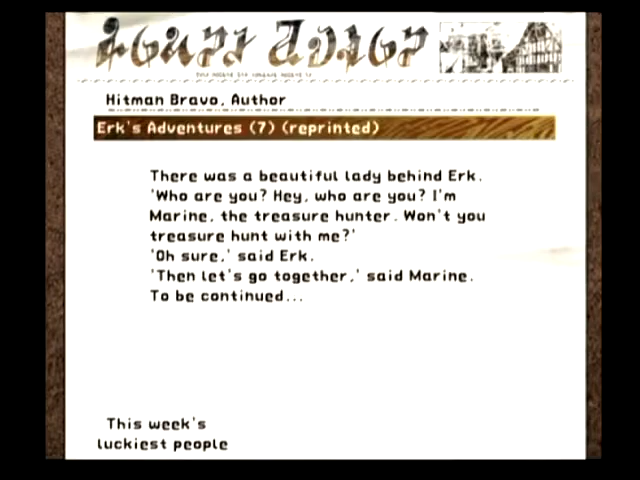 Hitman Bravo, Author
Erk's Adventures (7) (reprinted)
There was a beautiful lady behind Erk.
'Who are you? Hey, who are you? I'm
Marine, the treasure hunter. Won't you
treasure hunt with me?'
'Oh sure,' said Erk.
'Then let's go together,' said Marine.
To be continued...
This week's
luckiest people